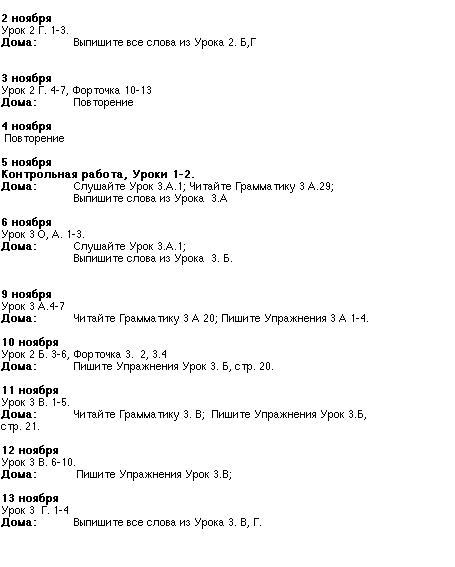 2 ноября
Урок 2 Г. 1-3.
Дома: Выпишите все слова из Урока 2. Б,Г
3 ноября
Урок 2 Г. 4-7, Форточка 10-13
Дома: Повторение
4 ноября
Повторение
5 ноября
Контрольная работа, Уроки 1-2.
Дома: Слушайте Урок 3.А.1; Читайте Грамматику 3 А.29;
Выпишите слова из Урока 3.А
6 ноября
Урок 3 О, А. 1-3.
Дома: Слушайте Урок 3.А.1;
Выпишите слова из Урока 3. Б.
9 ноября
Урок 3 А.4-7
Дома: Читайте Грамматику 3 А 20; Пишите Упражнения 3 А 1-4.
10 ноября
Урок 2 Б. 3-6, Форточка 3. 2, 3.4
Дома: Пишите Упражнения Урок 3. Б, стр. 20.
11 ноября
Урок 3 В. 1-5.
Дома: Читайте Грамматику 3. В; Пишите Упражнения Урок 3.Б,
стр. 21.
12 ноября
Урок 3 В. 6-10.
Дома: Пишите Упражнения Урок 3.В;
13 ноября
Урок 3 Г. 1-4
Дома: Выпишите все слова из Урока 3. В, Г.